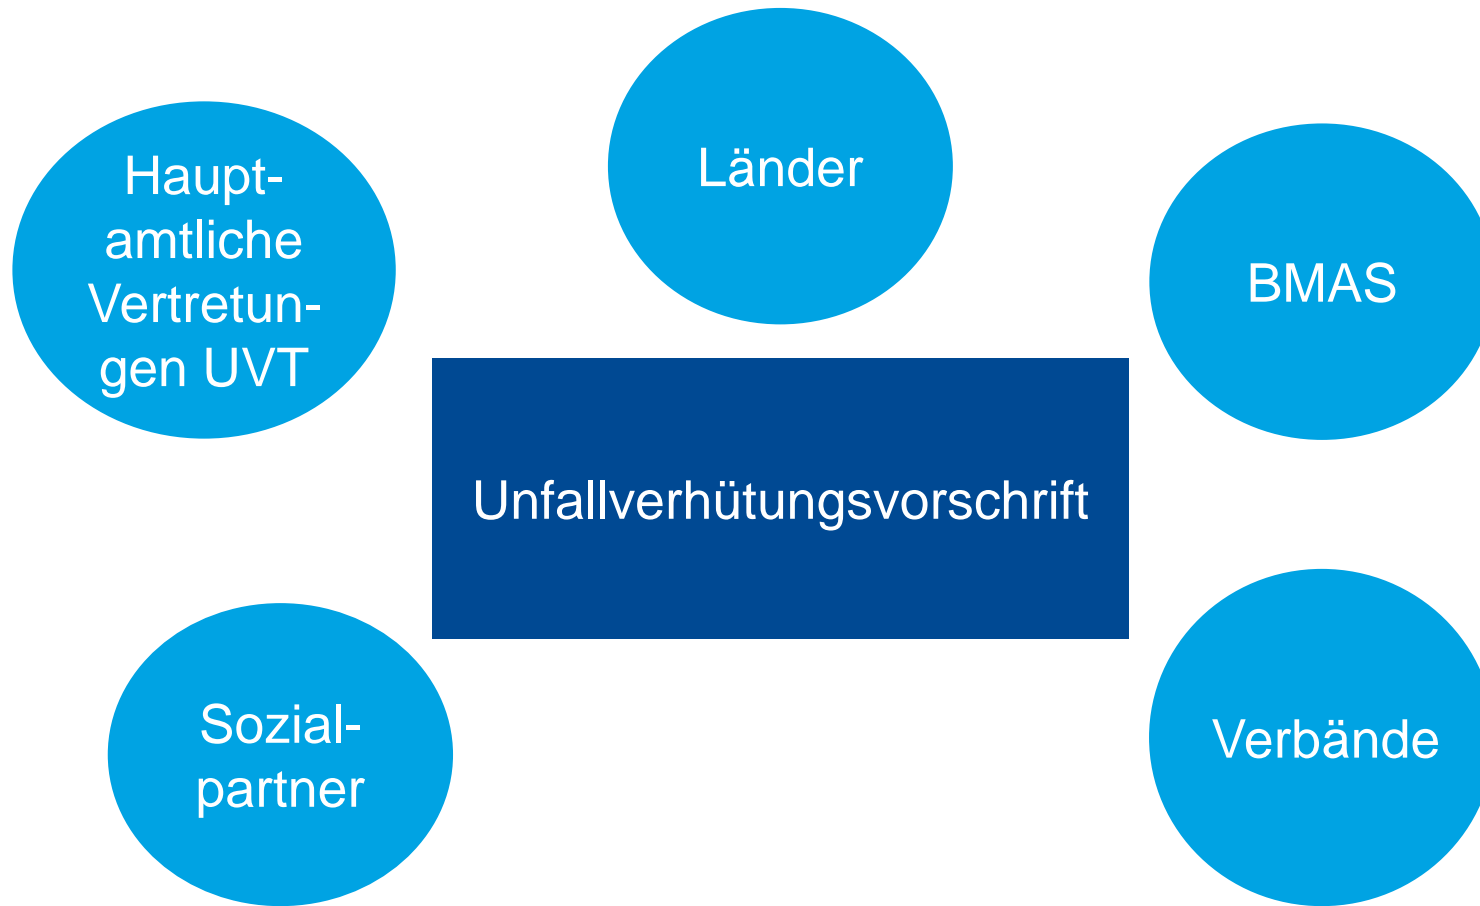 Länder
Haupt-
amtliche
Vertretun-
gen UVT
BMAS
Unfallverhütungsvorschrift
Sozial-
partner
Verbände